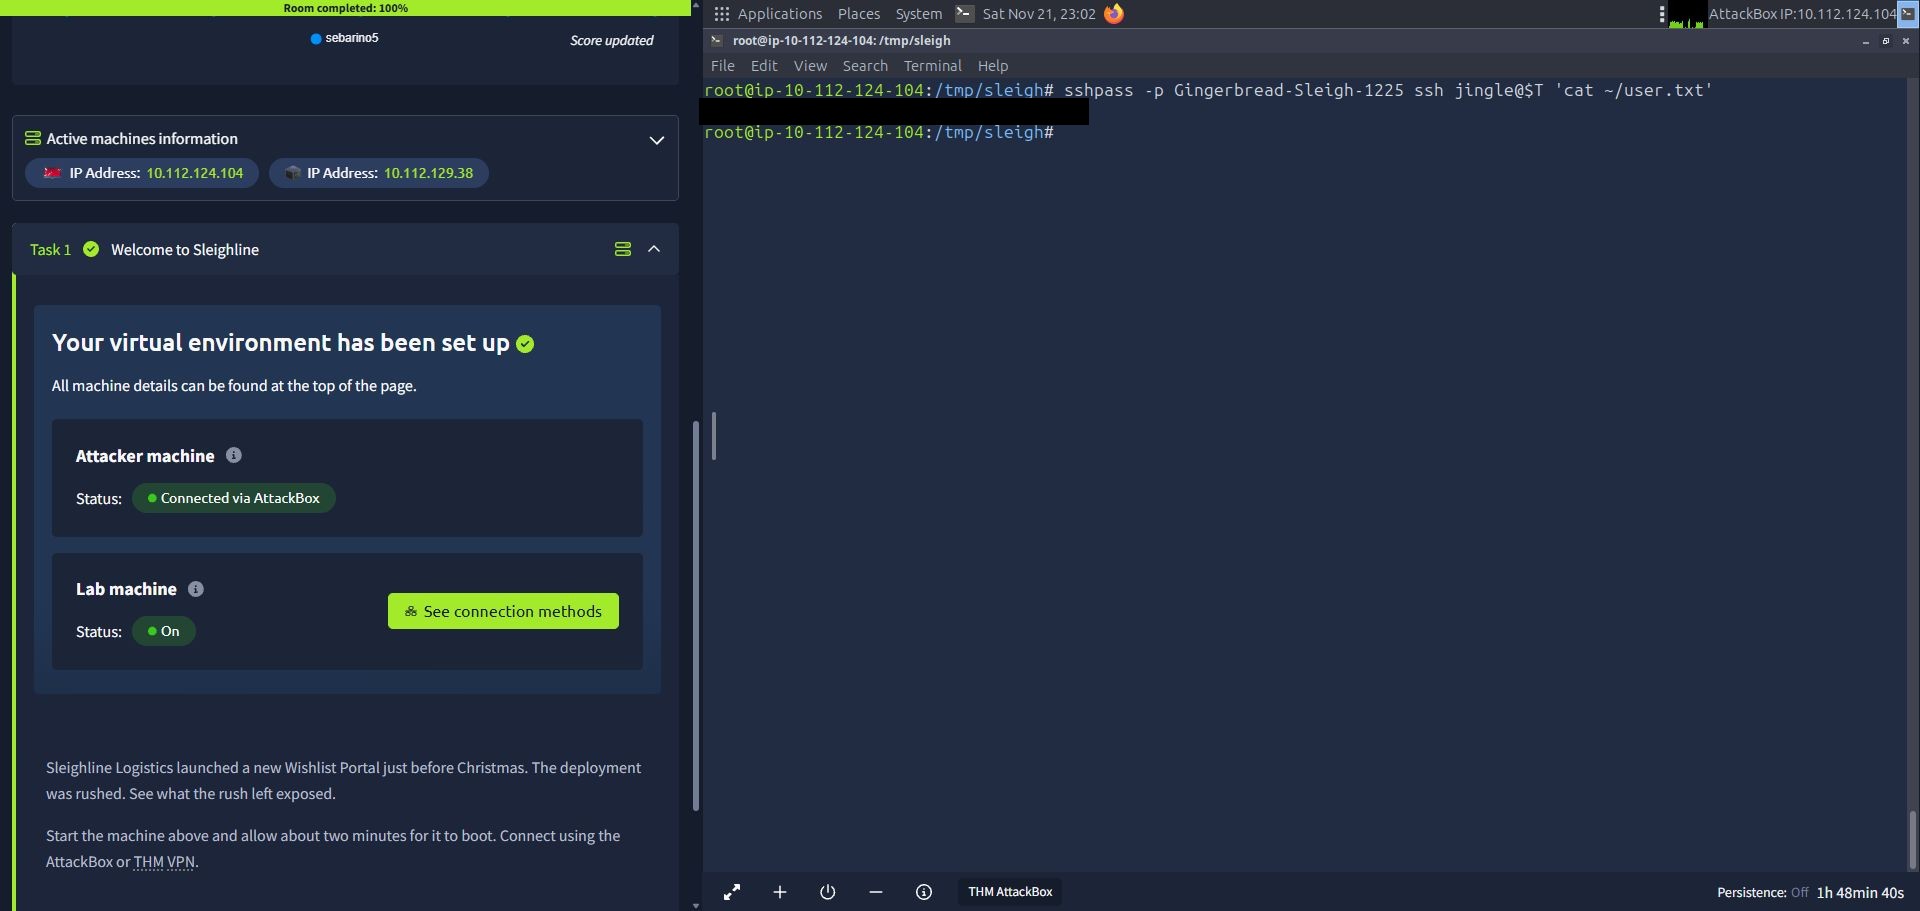 Room completed: 100%
sebarino5
Score updated
Active machines information
IP Address: 10.112.124.104
IP Address: 10.112.129.38
Task 1
Welcome to Sleighline
Your virtual environment has been set up
All machine details can be found at the top of the page.
Attacker machine
Status: Connected via AttackBox
Lab machine
Status: On
See connection methods
Sleighline Logistics launched a new Wishlist Portal just before Christmas. The deployment
was rushed. See what the rush left exposed.
Start the machine above and allow about two minutes for it to boot. Connect using the
AttackBox or THM VPN.
Applications Places System Sat Nov 21, 23:02 AttackBox IP:10.112.124.104
root@ip-10-112-124-104: /tmp/sleigh
File Edit View Search Terminal Help
root@ip-10-112-124-104:/tmp/sleigh# sshpass -p Gingerbread-Sleigh-1225 ssh jingle@$T 'cat ~/user.txt'
root@ip-10-112-124-104:/tmp/sleigh#
THM AttackBox
Persistence: Off 1h 48min 40s